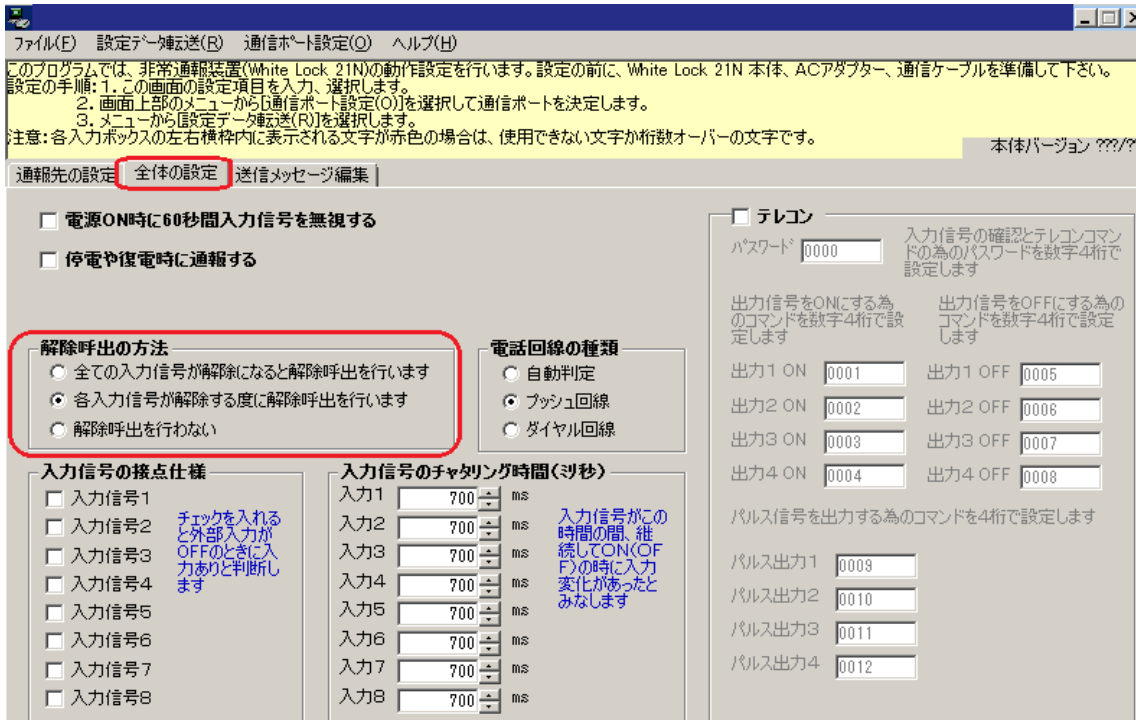 ファイル(F) 設定データ転送(R) 通信ポート設定(O) ヘルプ(H)
このプログラムでは、非常通報装置(White Lock 21N)の動作設定を行います。設定の前に、White Lock 21N 本体、ACアダプター、通信ケーブルを準備して下さい。
設定の手順:1. この画面の設定項目を入力、選択します。
2. 画面上部のメニューから[通信ポート設定(O)]を選択して通信ポートを決定します。
3. メニューから[設定データ転送(R)]を選択します。
注意:各入力ボックスの左右横枠内に表示される文字が赤色の場合は、使用できない文字か桁数オーバーの文字です。
本体バージョン ???/?
通報先の設定 全体の設定 送信メッセージ編集
電源ON時に60秒間入力信号を無視する
停電や復電時に通報する
解除呼出の方法
全ての入力信号が解除になると解除呼出を行います
各入力信号が解除する度に解除呼出を行います
解除呼出を行わない
電話回線の種類
自動判定
プッシュ回線
ダイヤル回線
入力信号の接点仕様
入力信号1
入力信号2
入力信号3
入力信号4
入力信号5
入力信号6
入力信号7
入力信号8
チェックを入れる
と外部入力が
OFFのときに入
力ありと判断し
ます
入力信号のチャタリング時間(ミリ秒)
入力1 700 ms
入力2 700 ms
入力3 700 ms
入力4 700 ms
入力5 700 ms
入力6 700 ms
入力7 700 ms
入力8 700 ms
入力信号がこの
時間の間、継
続してON(OF
F)の時に入力
変化があったと
みなします
テレコン
パスワード 0000
入力信号の確認とテレコンコマン
ドの為のパスワードを数字4桁で
設定します
出力信号をONにする為
のコマンドを数字4桁で設
定します
出力信号をOFFにする為の
コマンドを数字4桁で設定
します
出力1 ON 0001 出力1 OFF 0005
出力2 ON 0002 出力2 OFF 0006
出力3 ON 0003 出力3 OFF 0007
出力4 ON 0004 出力4 OFF 0008
パルス信号を出力する為のコマンドを4桁で設定します
パルス出力1 0009
パルス出力2 0010
パルス出力3 0011
パルス出力4 0012